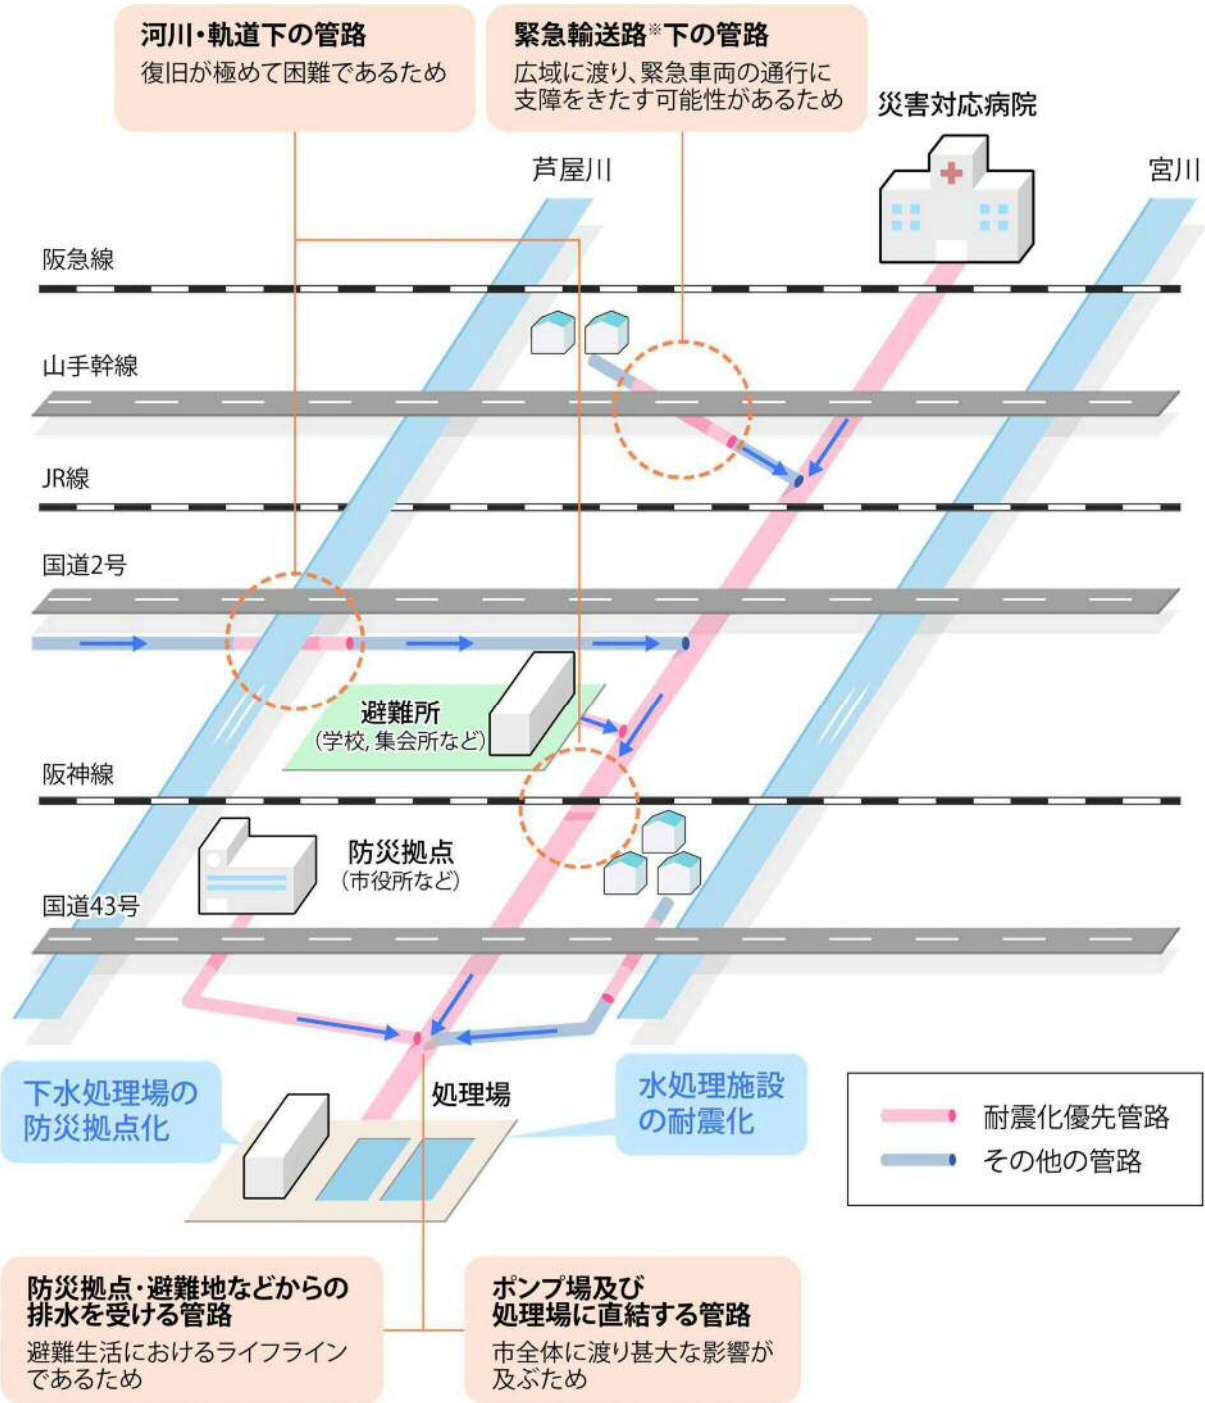 河川・軌道下の管路
復旧が極めて困難であるため
緊急輸送路※下の管路
広域に渡り、緊急車両の通行に
支障をきたす可能性があるため
災害対応病院
芦屋川
宮川
阪急線
山手幹線
JR線
国道2号
避難所
(学校, 集会所など)
阪神線
防災拠点
(市役所など)
国道43号
下水処理場の
防災拠点化
処理場
水処理施設
の耐震化
耐震化優先管路
その他の管路
防災拠点・避難地などからの
排水を受ける管路
避難生活におけるライフライン
であるため
ポンプ場及び
処理場に直結する管路
市全体に渡り甚大な影響が
及ぶため